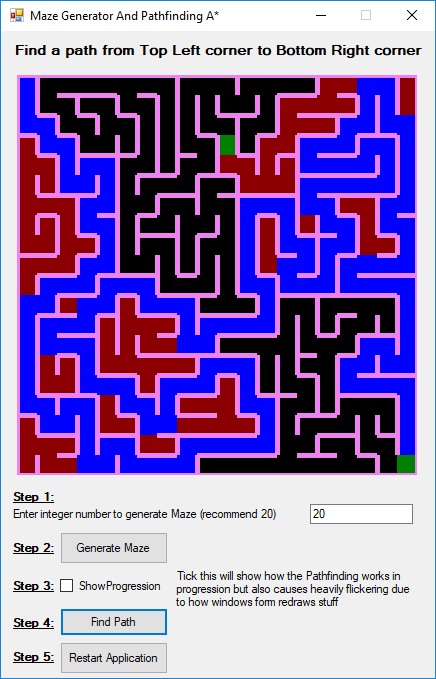 Maze Generator And Pathfinding A*
Find a path from Top Left corner to Bottom Right corner
Step 1:
Enter integer number to generate Maze (recommend 20)
20
Step 2:
Generate Maze
Step 3:
ShowProgression
Tick this will show how the Pathfinding works in
progression but also causes heavily flickering due
to how windows form redraws stuff
Step 4:
Find Path
Step 5:
Restart Application